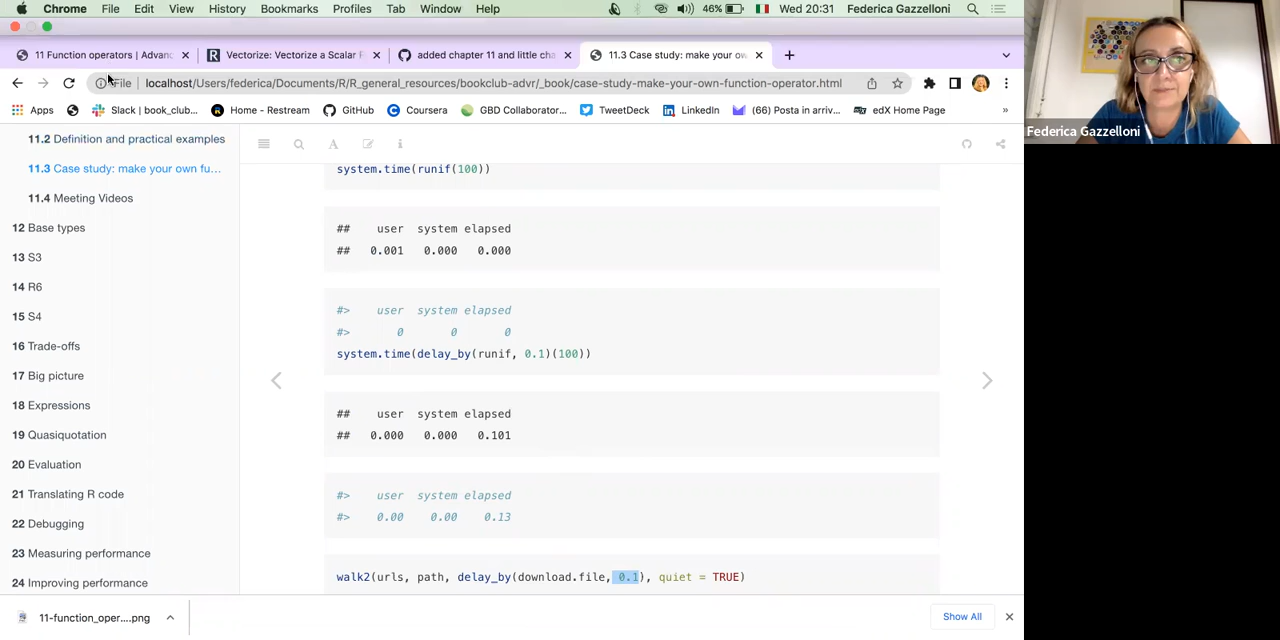 Chrome File Edit View History Bookmarks Profiles Tab Window Help 46% Wed 20:31 Federica Gazzelloni
11 Function operators | Advanc
Vectorize: Vectorize a Scalar F
add chapter 11 and little cha
11.3 Case study: make your ow
File localhost/Users/federica/Documents/R/R_general_resourc club-advr/_book/case-study-make-your-own-function-operator.html
Apps Slack | book_club... Home - Restream GitHub Coursera GBD Collaborator... TweetDeck LinkedIn (66) Posta in arriv... edX Home Page »
11.2 Definition and practical examples
11.3 Case study: make your own fu...
11.4 Meeting Videos
12 Base types
13 S3
14 R6
15 S4
16 Trade-offs
17 Big picture
18 Expressions
19 Quasiquotation
20 Evaluation
21 Translating R code
22 Debugging
23 Measuring performance
24 Improving performance
system.time(runif(100))
## user system elapsed
## 0.001 0.000 0.000
#> user system elapsed
#> 0 0 0
system.time(delay_by(runif, 0.1)(100))
## user system elapsed
## 0.000 0.000 0.101
#> user system elapsed
#> 0.00 0.00 0.13
walk2(urls, path, delay_by(download.file, 0.1), quiet = TRUE)
11-function_oper....png
Show All
Federica Gazzelloni